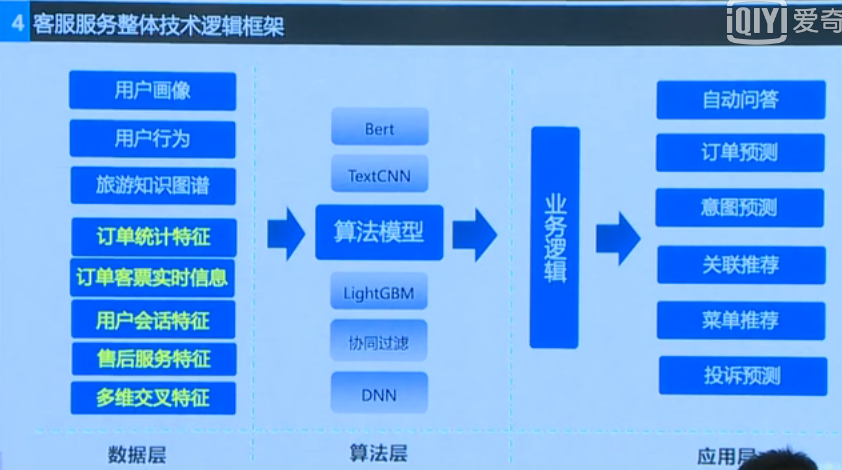 4 客服服务整体技术逻辑框架
iQIYI 爱奇
用户画像
用户行为
旅游知识图谱
订单统计特征
订单客票实时信息
用户会话特征
售后服务特征
多维交叉特征
数据层
Bert
TextCNN
算法模型
LightGBM
协同过滤
DNN
算法层
业务逻辑
自动问答
订单预测
意图预测
关联推荐
菜单推荐
投诉预测
应用层